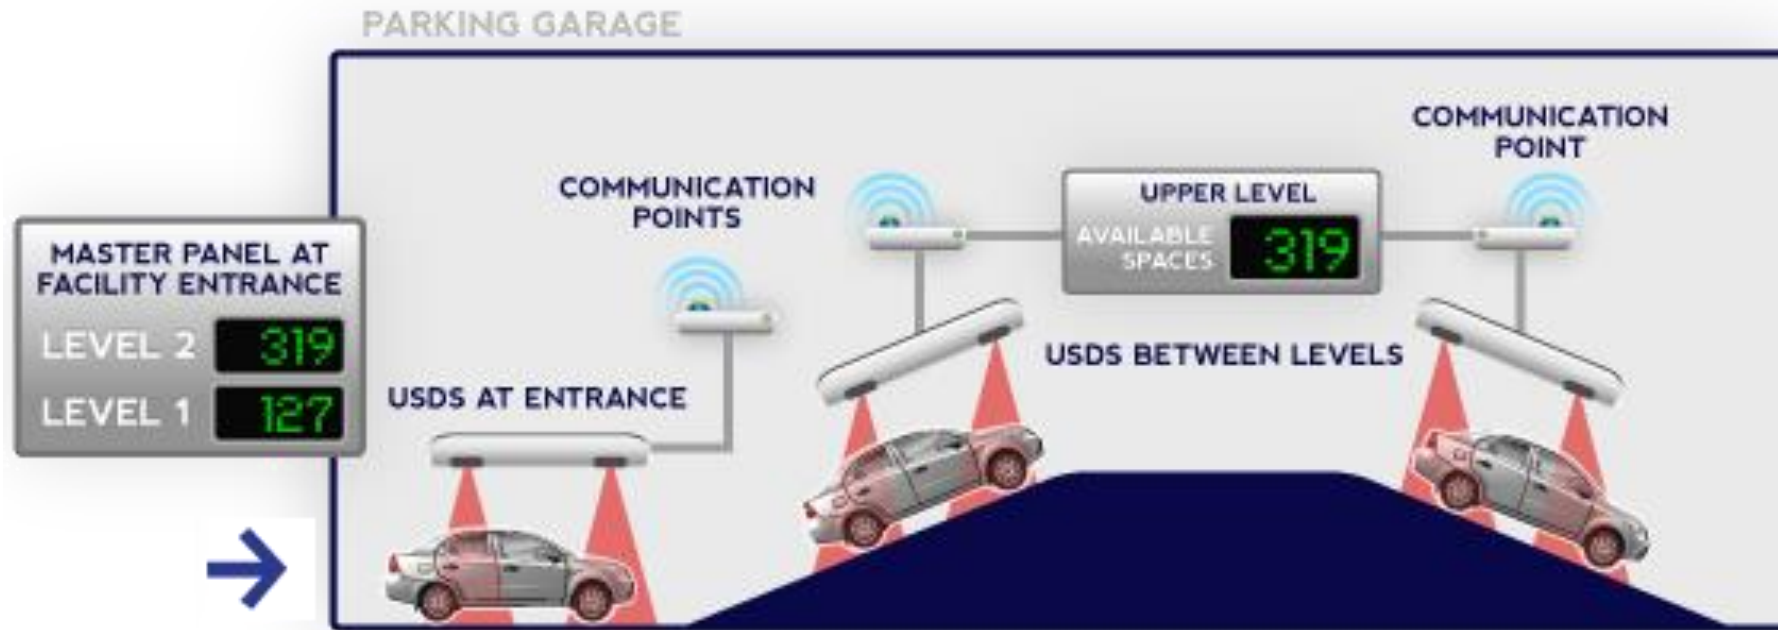 PARKING GARAGE
MASTER PANEL AT
FACILITY ENTRANCE
LEVEL 2 319
LEVEL 1 127
USDS AT ENTRANCE
COMMUNICATION
POINTS
UPPER LEVEL
AVAILABLE
SPACES
319
USDS BETWEEN LEVELS
COMMUNICATION
POINT